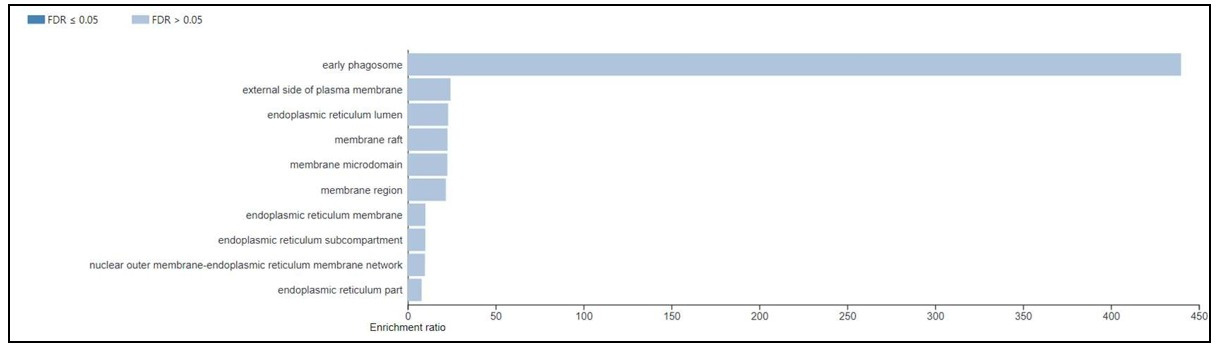 FDR ≤ 0.05 FDR > 0.05
early phagosome
external side of plasma membrane
endoplasmic reticulum lumen
membrane raft
membrane microdomain
membrane region
endoplasmic reticulum membrane
endoplasmic reticulum subcompartment
nuclear outer membrane-endoplasmic reticulum membrane network
endoplasmic reticulum part
0 50 100 150 200 250 300 350 400 450
Enrichment ratio